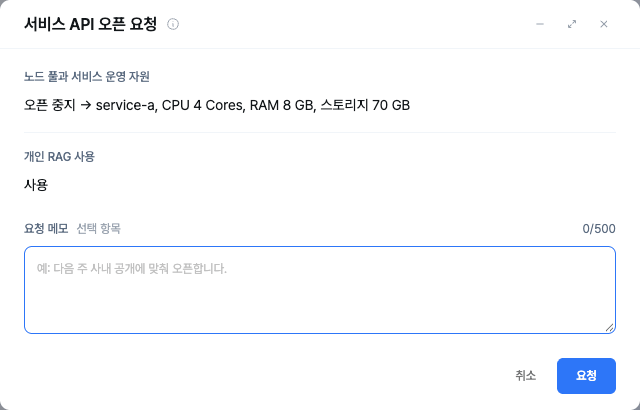 서비스 API 오픈 요청
노드 풀과 서비스 운영 자원
오픈 중지 → service-a, CPU 4 Cores, RAM 8 GB, 스토리지 70 GB
개인 RAG 사용
사용
요청 메모 선택 항목 0/500
예: 다음 주 사내 공개에 맞춰 오픈합니다.
취소 요청